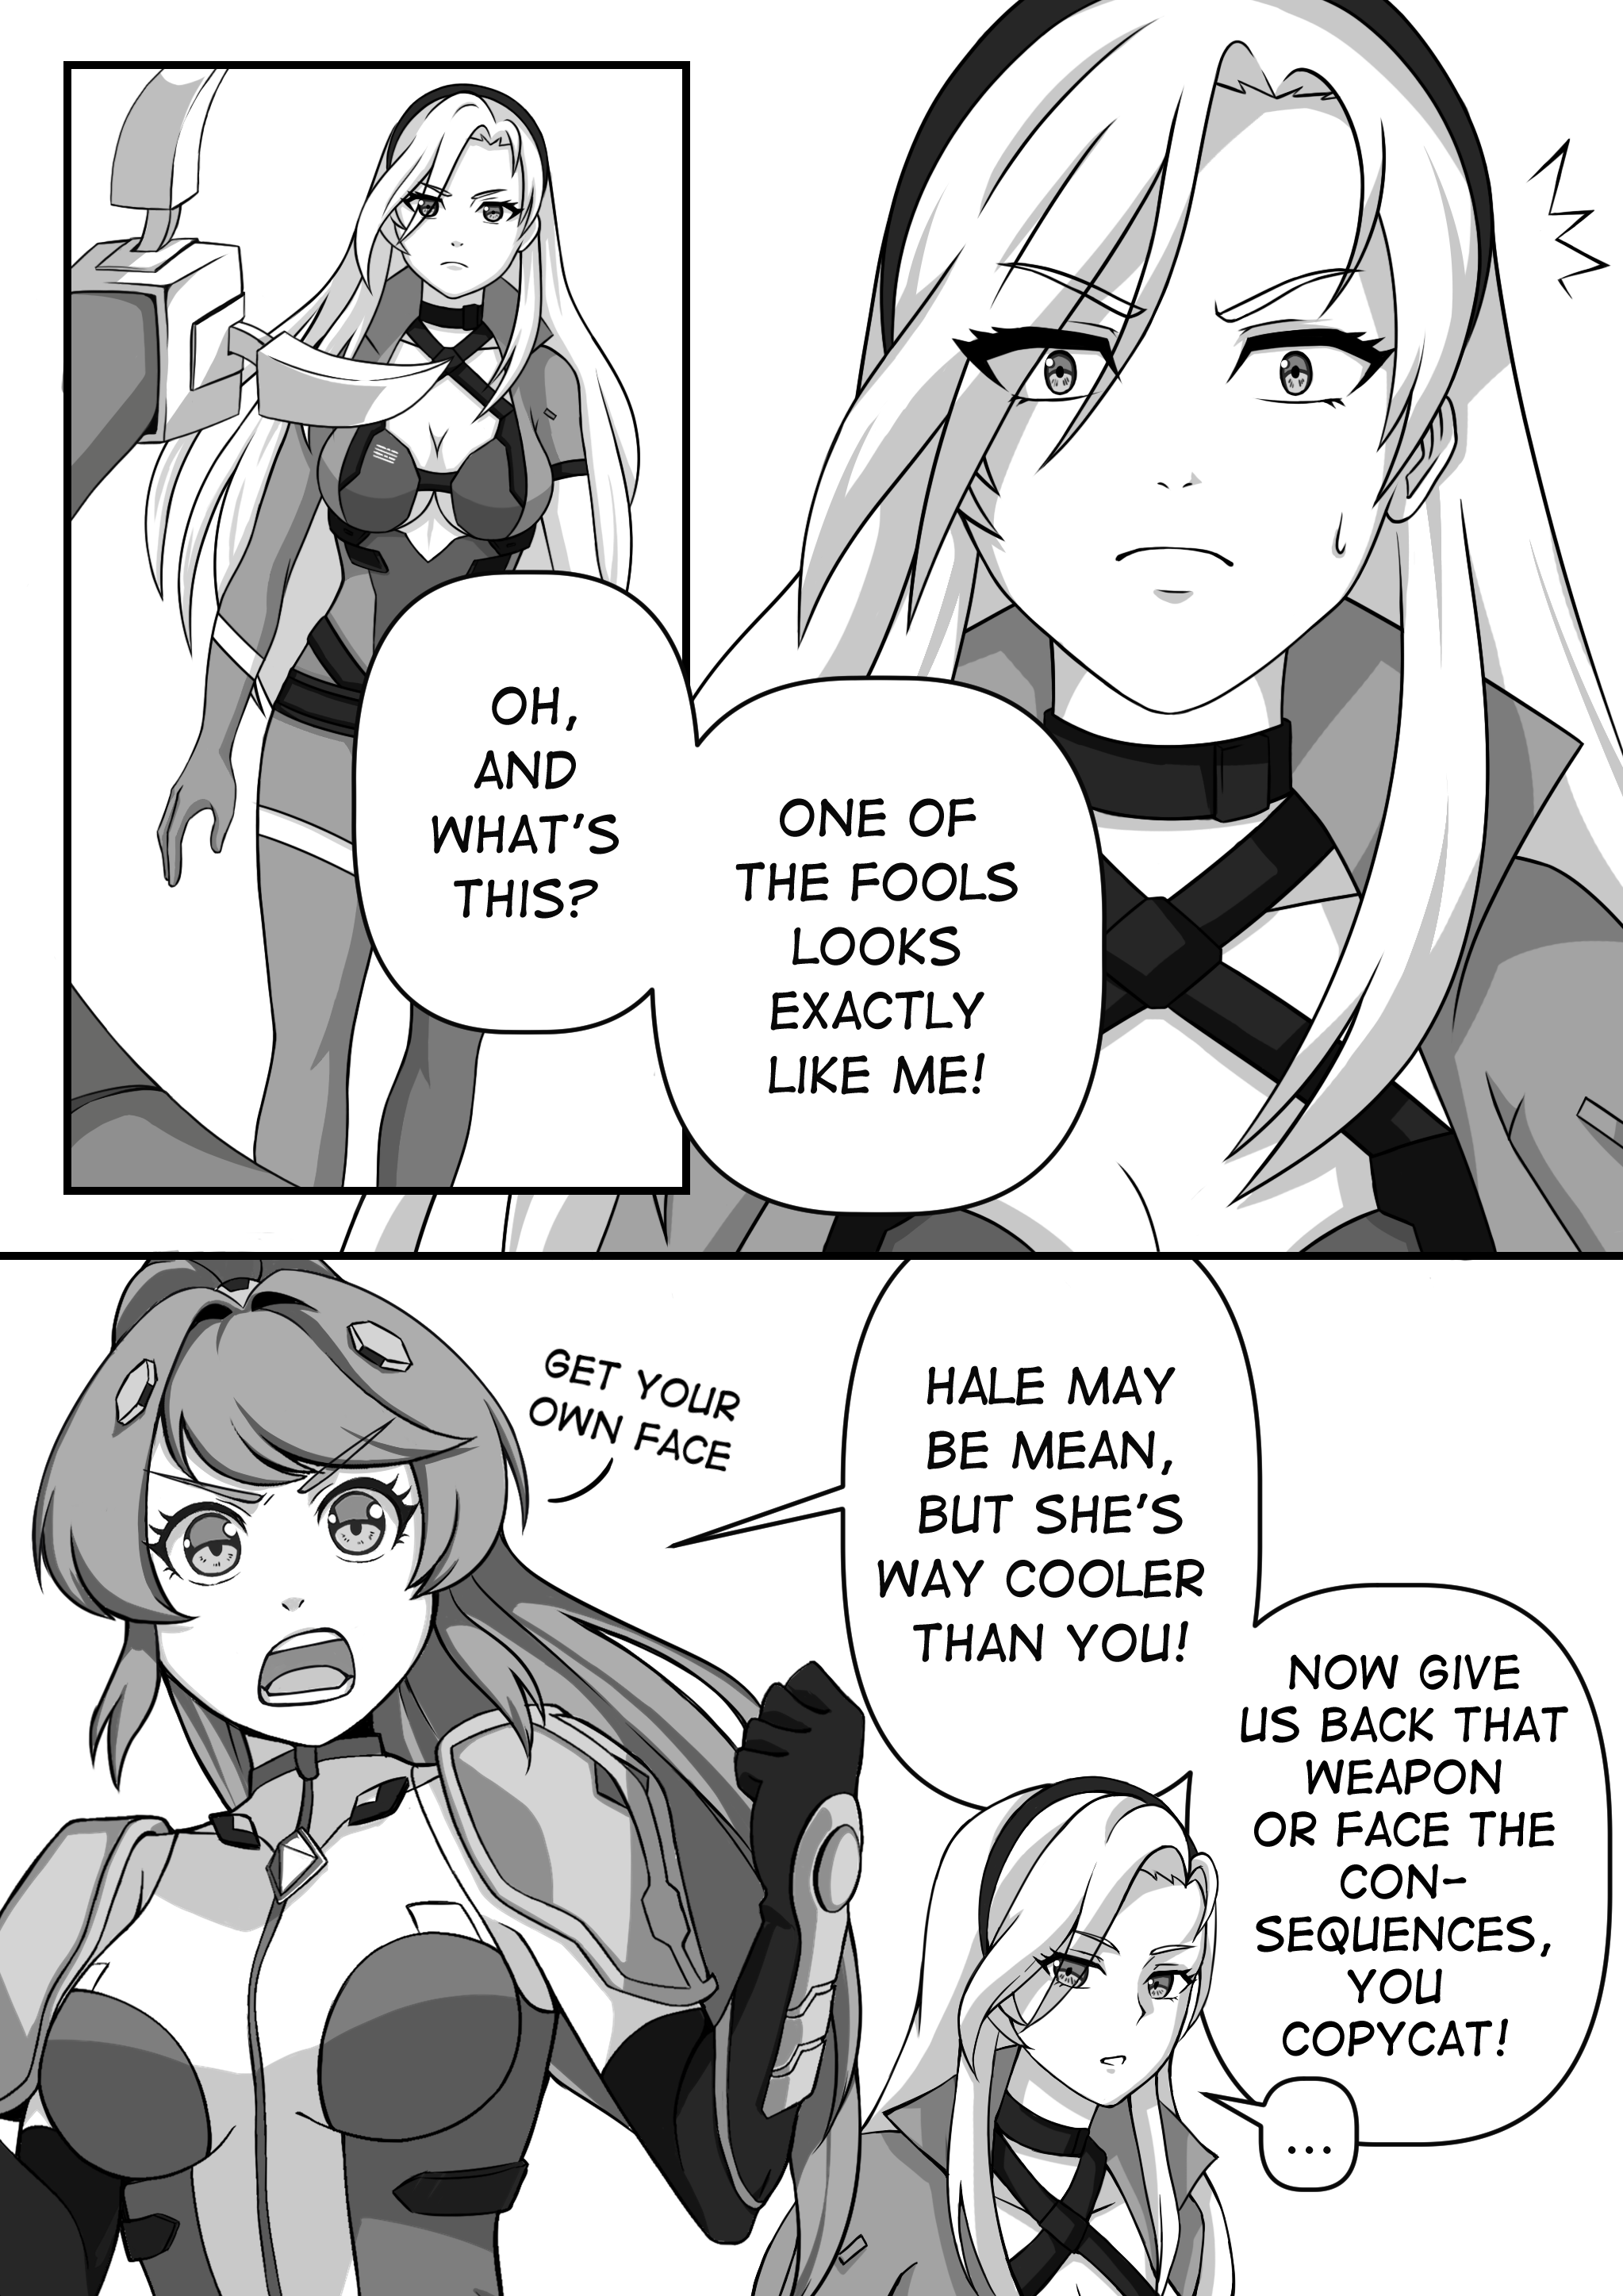 OH,
AND
WHAT'S
THIS?
ONE OF
THE FOOLS
LOOKS
EXACTLY
LIKE ME!
GET YOUR
OWN FACE
HALE MAY
BE MEAN,
BUT SHE'S
WAY COOLER
THAN YOU!
NOW GIVE
US BACK THAT
WEAPON
OR FACE THE
CON-
SEQUENCES,
YOU
COPYCAT!
...